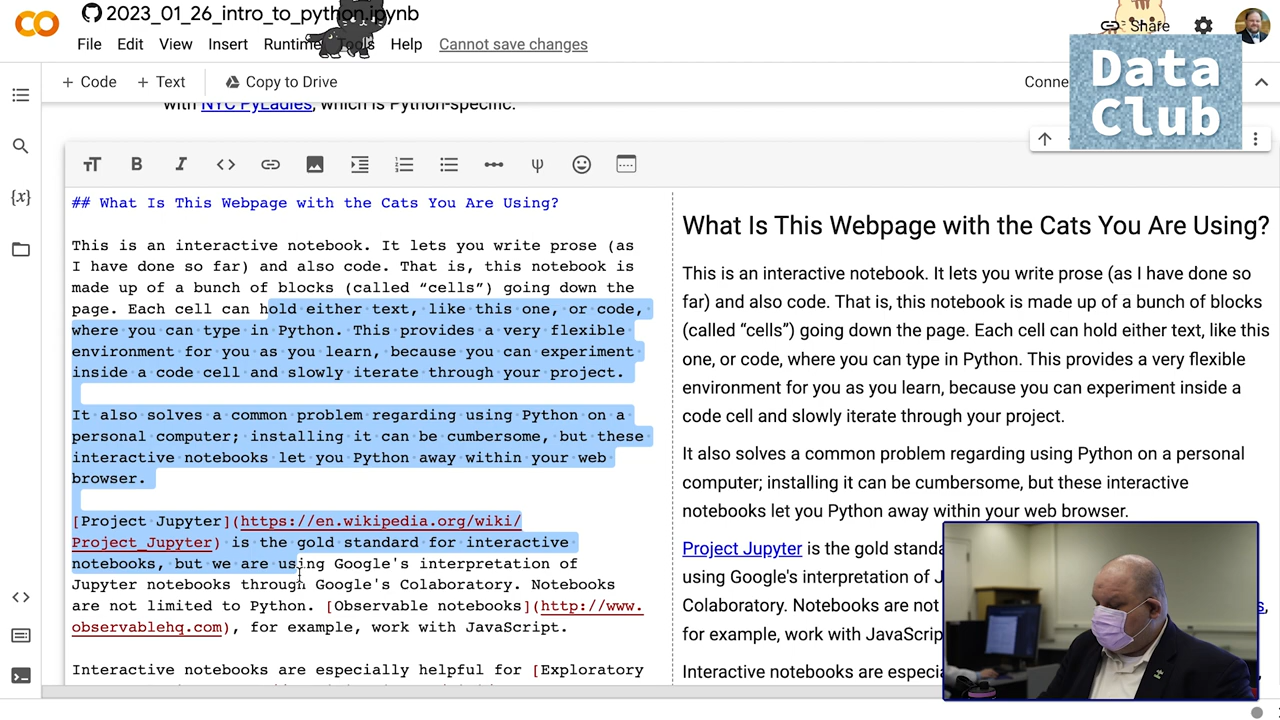 2023_01_26_intro_to_python.ipynb
File Edit View Insert Runtime Tools Help Cannot save changes
Share
Data
Club
+ Code + Text Copy to Drive
with NYC PyLadies, which is Python-specific.
## What Is This Webpage with the Cats You Are Using?
This is an interactive notebook. It lets you write prose (as
I have done so far) and also code. That is, this notebook is
made up of a bunch of blocks (called “cells”) going down the
page. Each cell can hold either text, like this one, or code,
where you can type in Python. This provides a very flexible
environment for you as you learn, because you can experiment
inside a code cell and slowly iterate through your project.
It also solves a common problem regarding using Python on a
personal computer; installing it can be cumbersome, but these
interactive notebooks let you Python away within your web
browser.
[Project Jupyter](https://en.wikipedia.org/wiki/
Project_Jupyter) is the gold standard for interactive
notebooks, but we are using Google's interpretation of
Jupyter notebooks through Google's Colaboratory. Notebooks
are not limited to Python. [Observable notebooks](http://www.
observablehq.com), for example, work with JavaScript.
Interactive notebooks are especially helpful for [Exploratory
What Is This Webpage with the Cats You Are Using?
This is an interactive notebook. It lets you write prose (as I have done so
far) and also code. That is, this notebook is made up of a bunch of blocks
(called “cells”) going down the page. Each cell can hold either text, like this
one, or code, where you can type in Python. This provides a very flexible
environment for you as you learn, because you can experiment inside a
code cell and slowly iterate through your project.
It also solves a common problem regarding using Python on a personal
computer; installing it can be cumbersome, but these interactive
notebooks let you Python away within your web browser.
Project Jupyter is the gold
using Google's interpretation of
Colaboratory. Notebooks are not
for example, work with
Interactive notebooks are